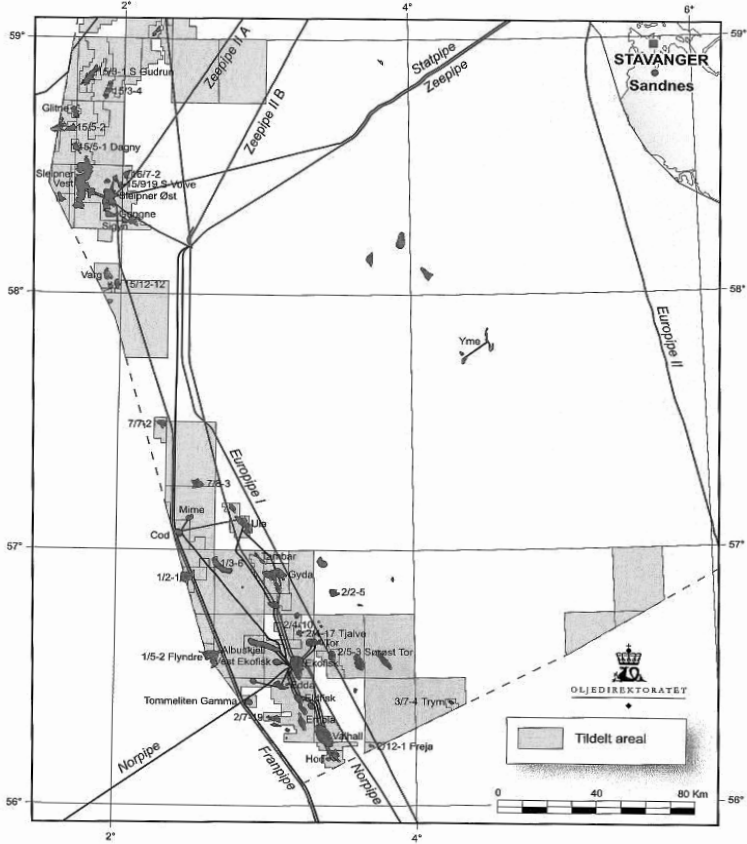 2°
4°
6°
59°
59°
15/3-1 S Gudrun
15/3-4
Glitne
15/5-2
15/5-1 Dagny
Sleipner
Vest
15/9 19 S Volve
Sleipner Øst
Gungne
Sigyn
Zeepipe II A
Zeepipe II B
Statpipe
Zeepipe
STAVANGER
Sandnes
Varg
15/12-12
58°
58°
Yme
Europipe II
7/7-2
7/8-3
Europipe I
Mime
Ula
Cod
57°
57°
Tambar
1/3-6
Gyda
1/2-1
2/2-5
2/4-10
2/4-17 Tjalve
Tor
Albuskjell
2/5-3 Sørøst Tor
1/5-2 Flyndre
Vest Ekofisk
Ekofisk
Edda
Eldfisk
Tommeliten Gamma
3/7-4 Trym
2/7-19
Embla
Valhall
2/12-1 Freja
Hod
Norpipe
Franpipe
Norpipe
OLJEDIREKTORATET
Tildelt areal
56°
56°
0 40 80 Km
2°
4°